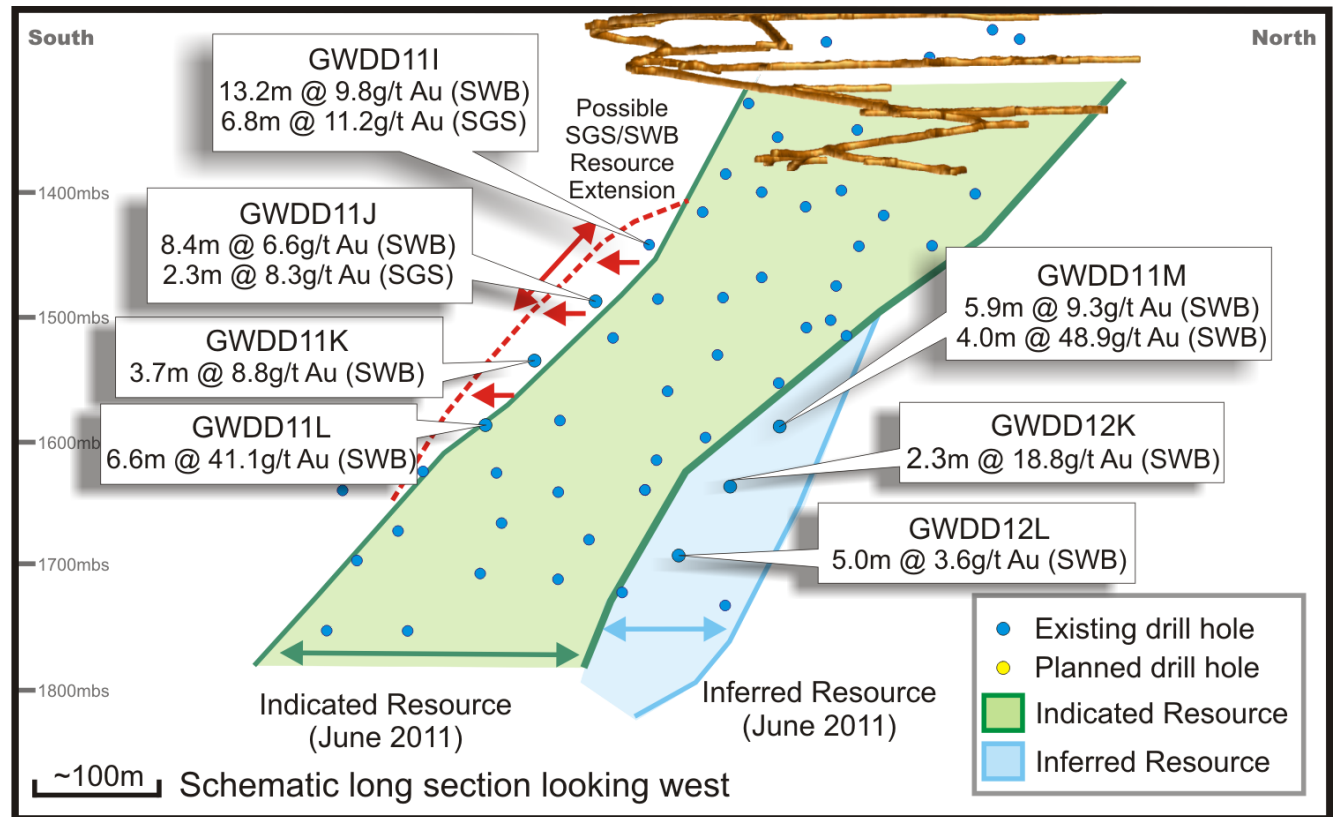 South
North
GWDD11I
13.2m @ 9.8g/t Au (SWB)
6.8m @ 11.2g/t Au (SGS)
Possible
SGS/SWB
Resource
Extension
1400mbs
GWDD11J
8.4m @ 6.6g/t Au (SWB)
2.3m @ 8.3g/t Au (SGS)
GWDD11M
5.9m @ 9.3g/t Au (SWB)
4.0m @ 48.9g/t Au (SWB)
1500mbs
GWDD11K
3.7m @ 8.8g/t Au (SWB)
GWDD11L
6.6m @ 41.1g/t Au (SWB)
1600mb
GWDD12K
2.3m @ 18.8g/t Au (SWB)
GWDD12L
5.0m @ 3.6g/t Au (SWB)
1700mbs
1800mbs
Indicated Resource
(June 2011)
Inferred Resource
(June 2011)
Existing drill hole
Planned drill hole
Indicated Resource
Inferred Resource
~100m
Schematic long section looking west